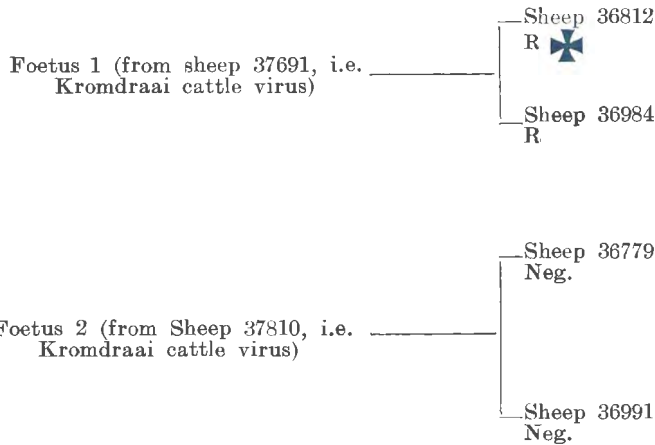 Sheep 36812
R
Foetus 1 (from sheep 37691, i.e.
Kromdraai cattle virus)
Sheep 36984
R
Sheep 36779
Neg.
Foetus 2 (from Sheep 37810, i.e.
Kromdraai cattle virus)
Sheep 36991
Neg.